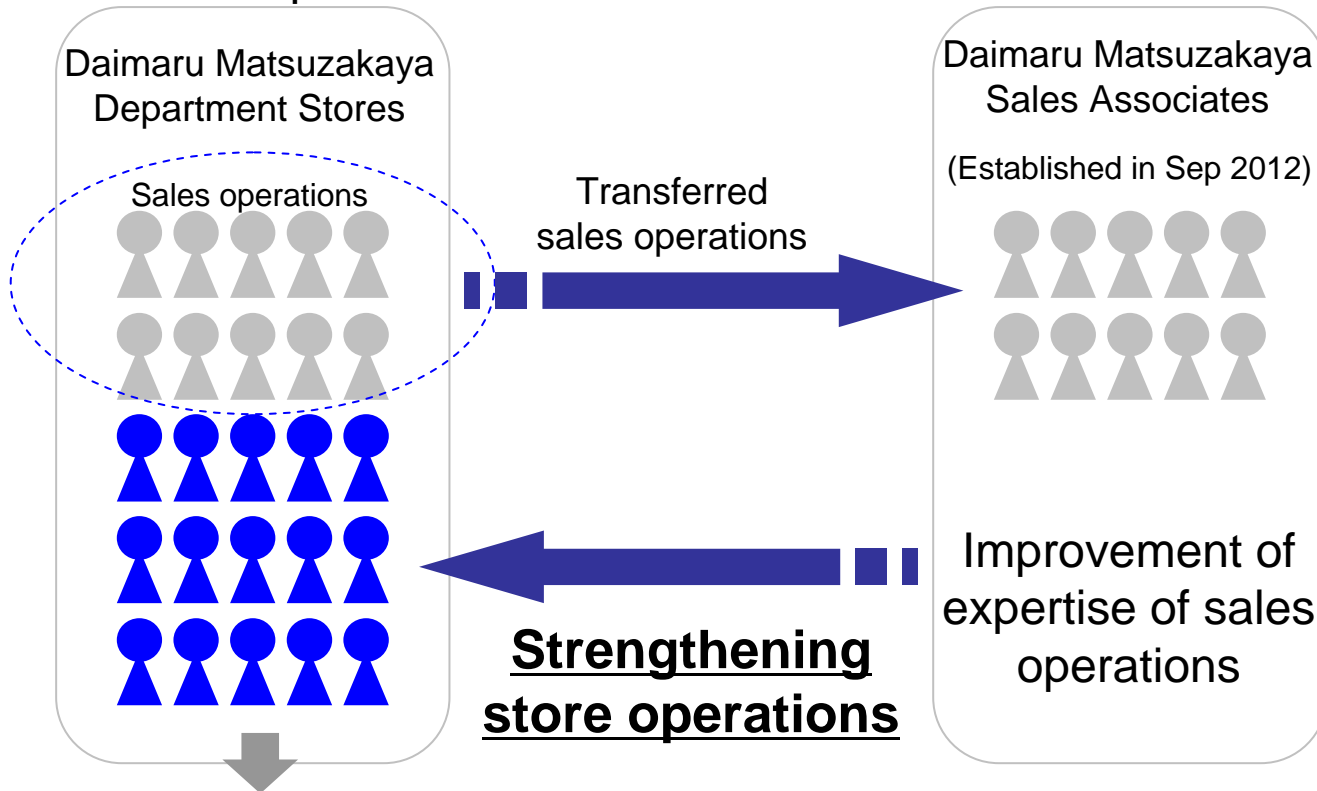 Daimaru Matsuzakaya
Department Stores
Sales operations
Transferred
sales operations
Daimaru Matsuzakaya
Sales Associates
(Established in Sep 2012)
Strengthening
store operations
Improvement of
expertise of sales
operations